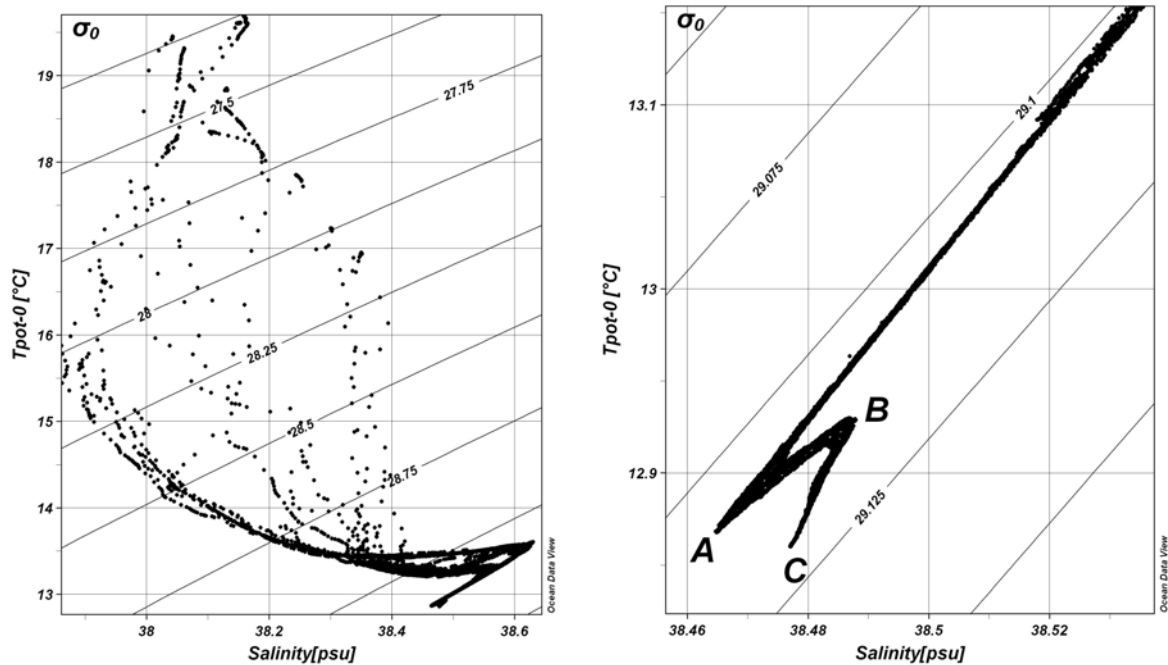 σ0
19
18
17
16
15
14
13
Tpot-0 [°C]
27.5
27.75
28
28.25
28.5
28.75
38
38.2
38.4
38.6
Salinity[psu]
Ocean Data View
σ0
13.1
13
12.9
Tpot-0 [°C]
29.1
29.075
29.125
A
B
C
38.46
38.48
38.5
38.52
Salinity[psu]
Ocean Data View